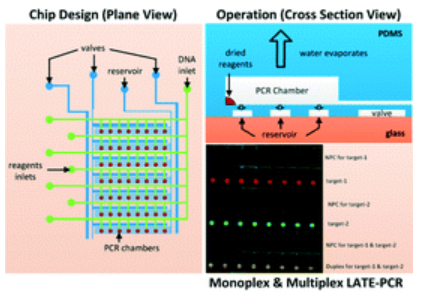 Chip Design (Plane View)
valves
reservoir
DNA
inlet
reagents
inlets
PCR chambers
Operation (Cross Section View)
PDMS
dried
reagents
water evaporates
PCR Chamber
valve
reservoir
glass
NPC for target-1
target-1
NPC for target-2
target-2
NPC for target-1 & target-2
Duplex for target-1 & target-2
Monoplex & Multiplex LATE-PCR